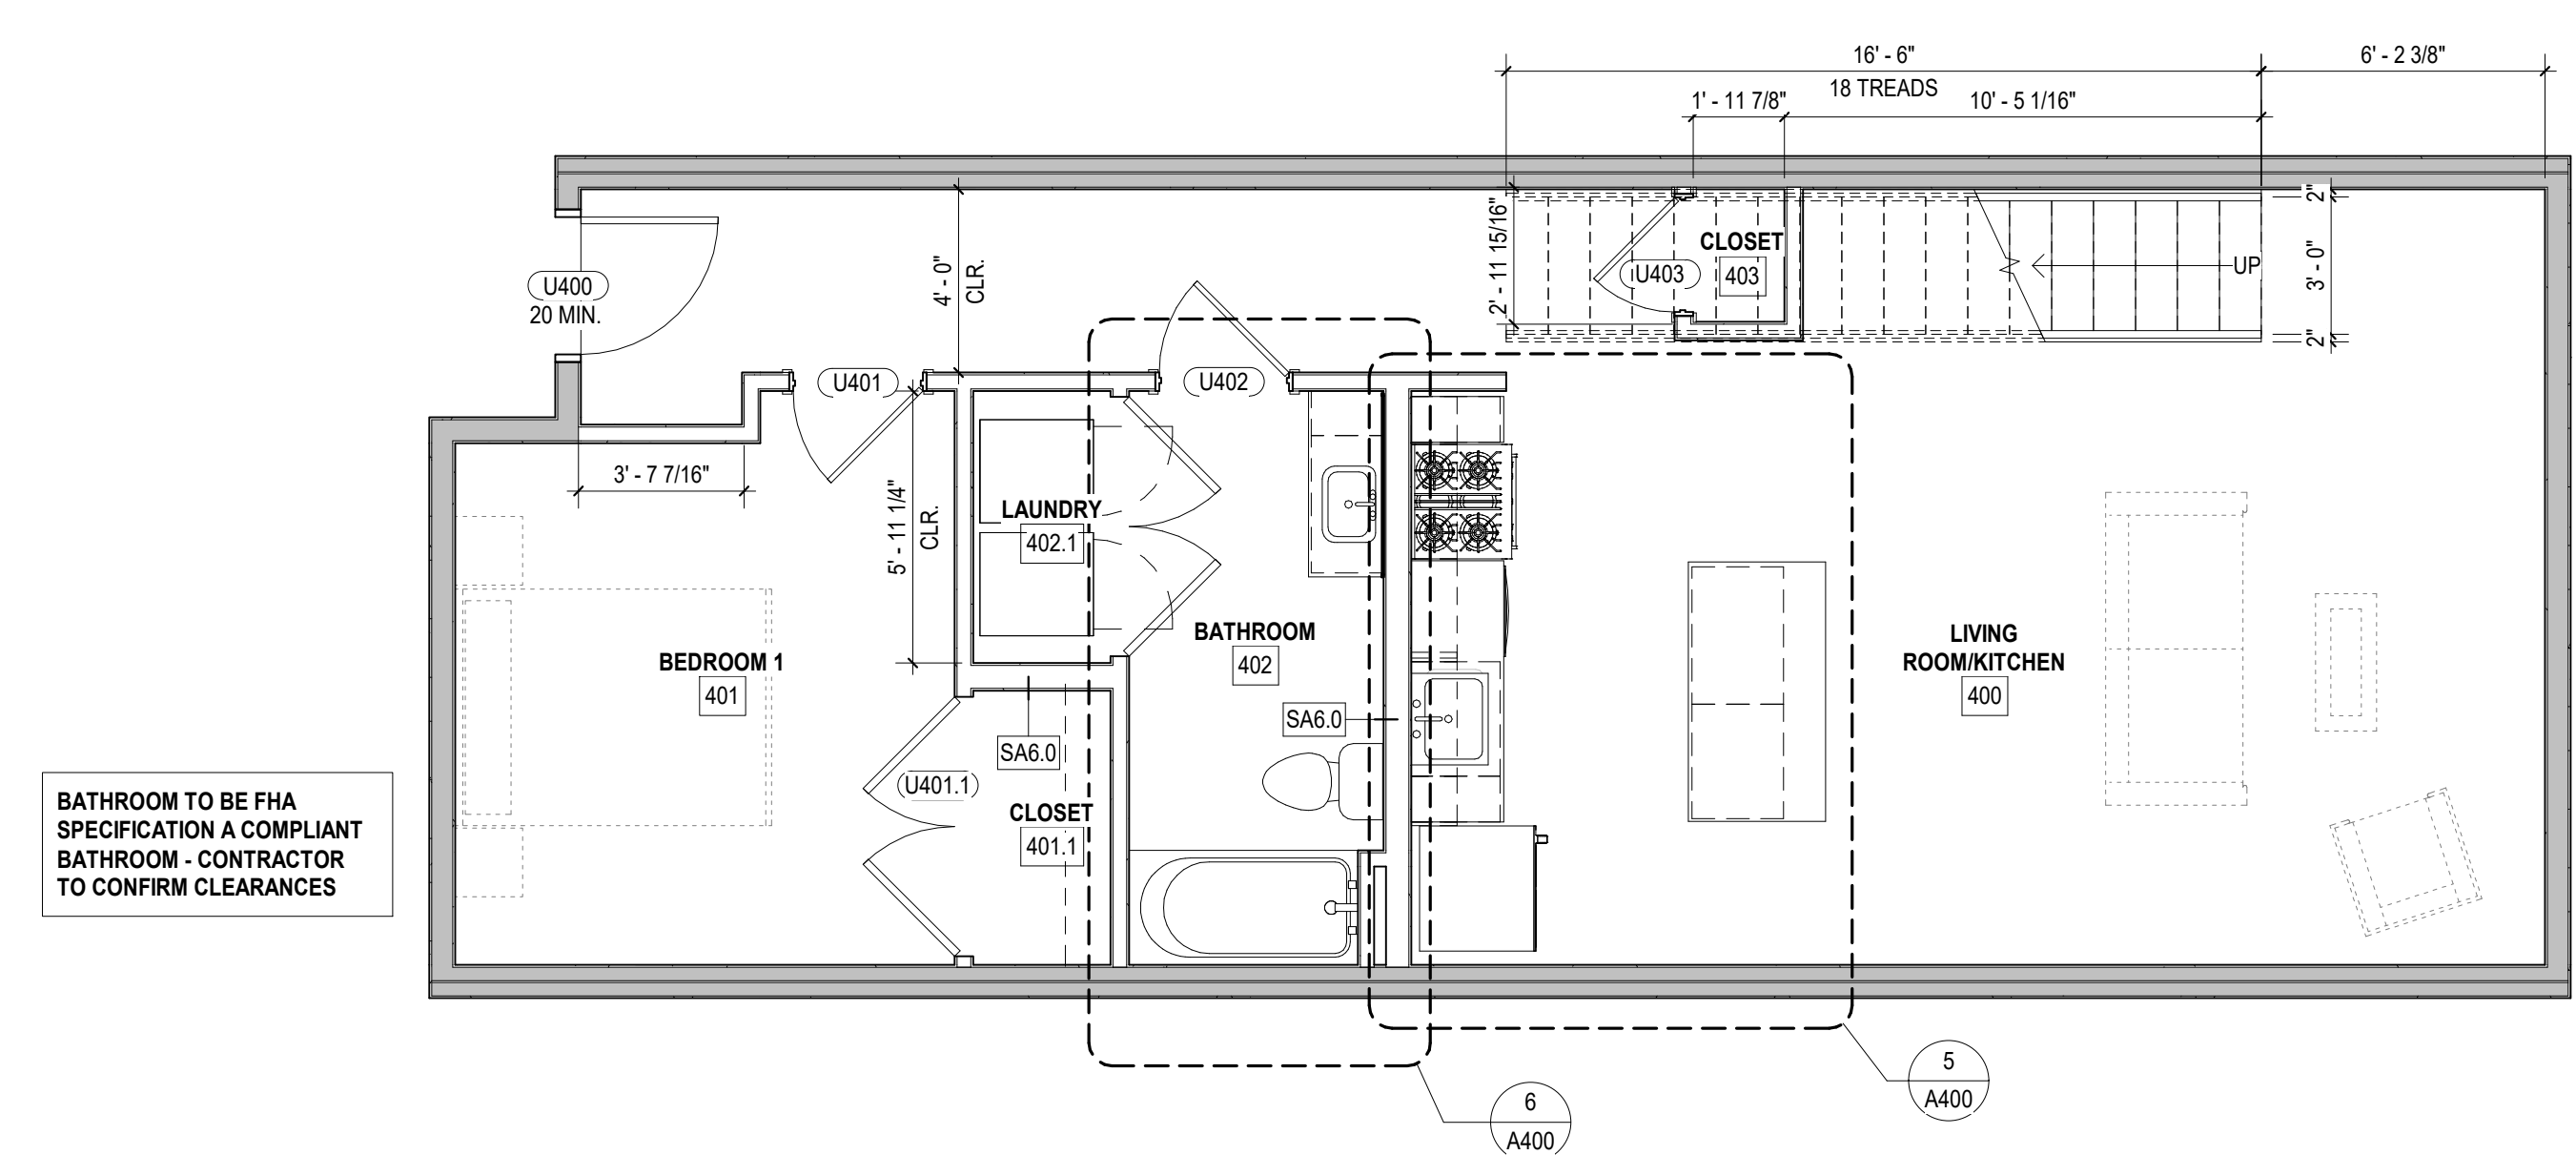 16' - 6"
6' - 2 3/8"
18 TREADS
1' - 11 7/8"
10' - 5 1/16"
2"
3' - 0"
2"
2' - 11 15/16"
CLOSET
403
U403
UP
U400
20 MIN.
4' - 0"
CLR.
U401
U402
3' - 7 7/16"
5' - 11 1/4"
CLR.
LAUNDRY
402.1
BATHROOM
402
BEDROOM 1
401
LIVING
ROOM/KITCHEN
400
SA6.0
SA6.0
U401.1
CLOSET
401.1
BATHROOM TO BE FHA
SPECIFICATION A COMPLIANT
BATHROOM - CONTRACTOR
TO CONFIRM CLEARANCES
5
A400
6
A400